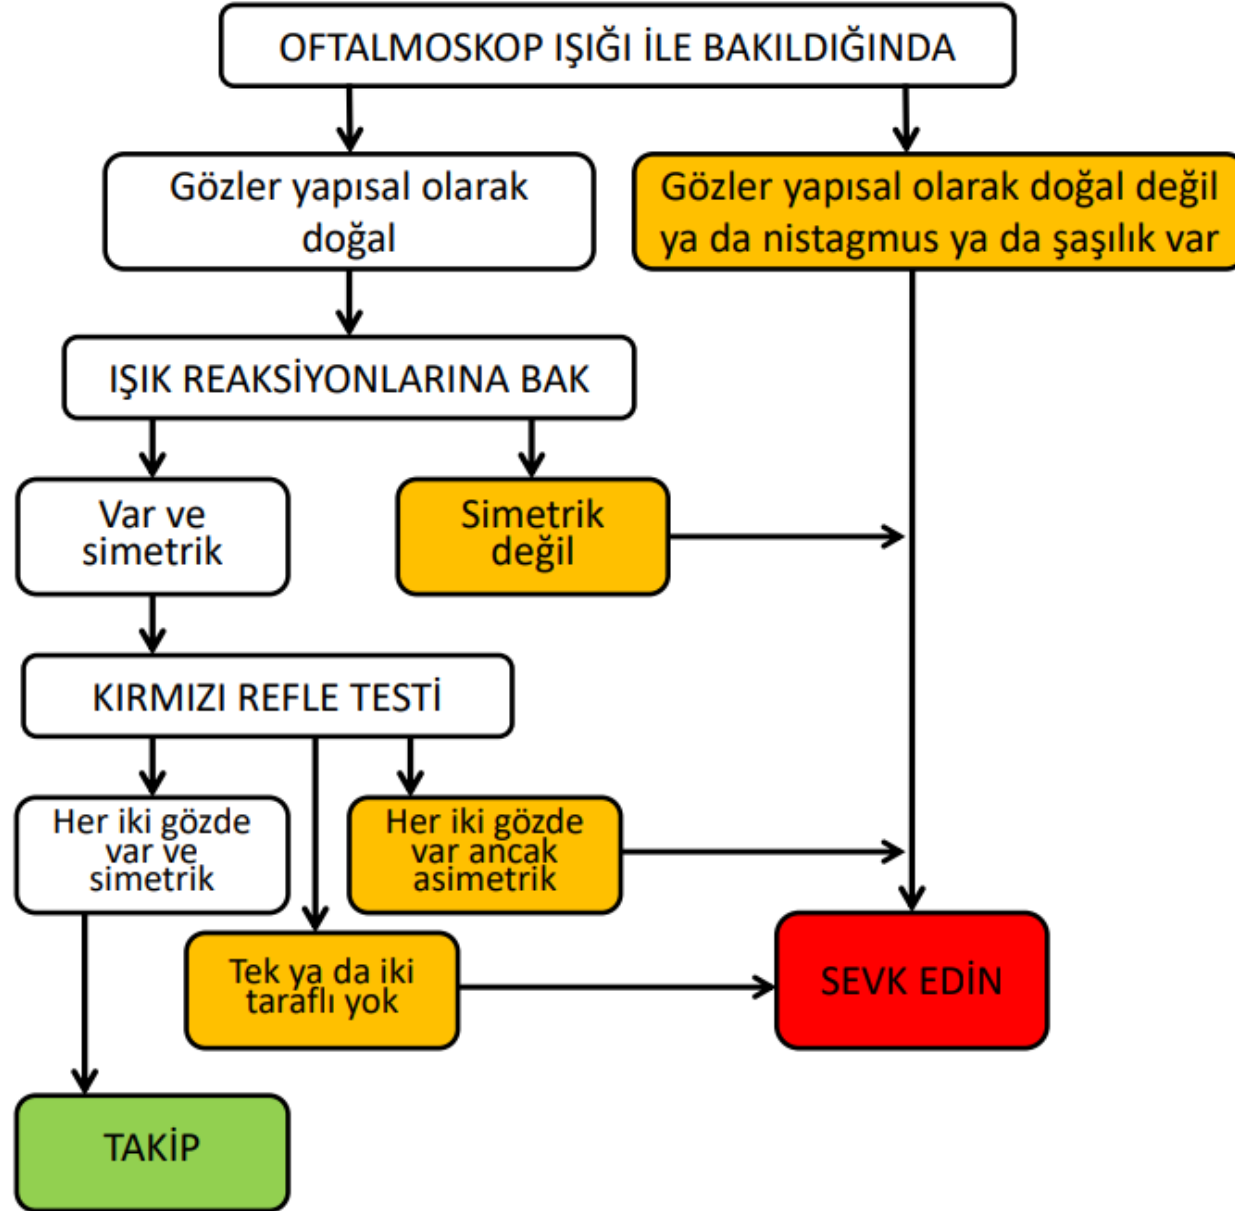 OFTALMOSKOP IŞIĞI İLE BAKILDIĞINDA
Gözler yapısal olarak
doğal
Gözler yapısal olarak doğal değil
ya da nistagmus ya da şaşılık var
IŞIK REAKSİYONLARINA BAK
Var ve
simetrik
Simetrik
değil
KIRMIZI REFLE TESTİ
Her iki gözde
var ve
simetrik
Her iki gözde
var ancak
asimetrik
Tek ya da iki
taraflı yok
SEVK EDİN
TAKİP